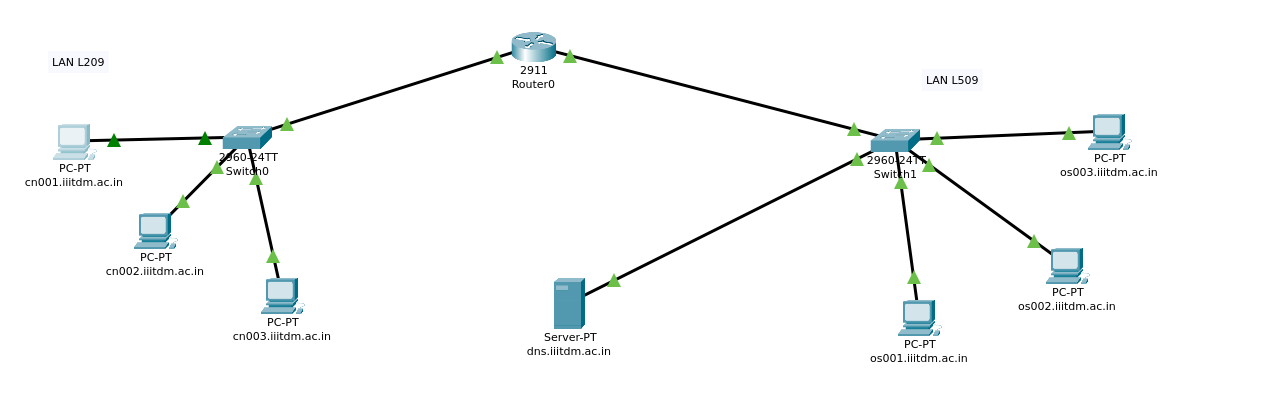 LAN L209
2911
Router0
LAN L509
PC-PT
cn001.iiitdm.ac.in
2960-24TT
Switch0
2960-24TT
Switch1
PC-PT
os003.iiitdm.ac.in
PC-PT
cn002.iiitdm.ac.in
PC-PT
cn003.iiitdm.ac.in
Server-PT
dns.iiitdm.ac.in
PC-PT
os001.iiitdm.ac.in
PC-PT
os002.iiitdm.ac.in